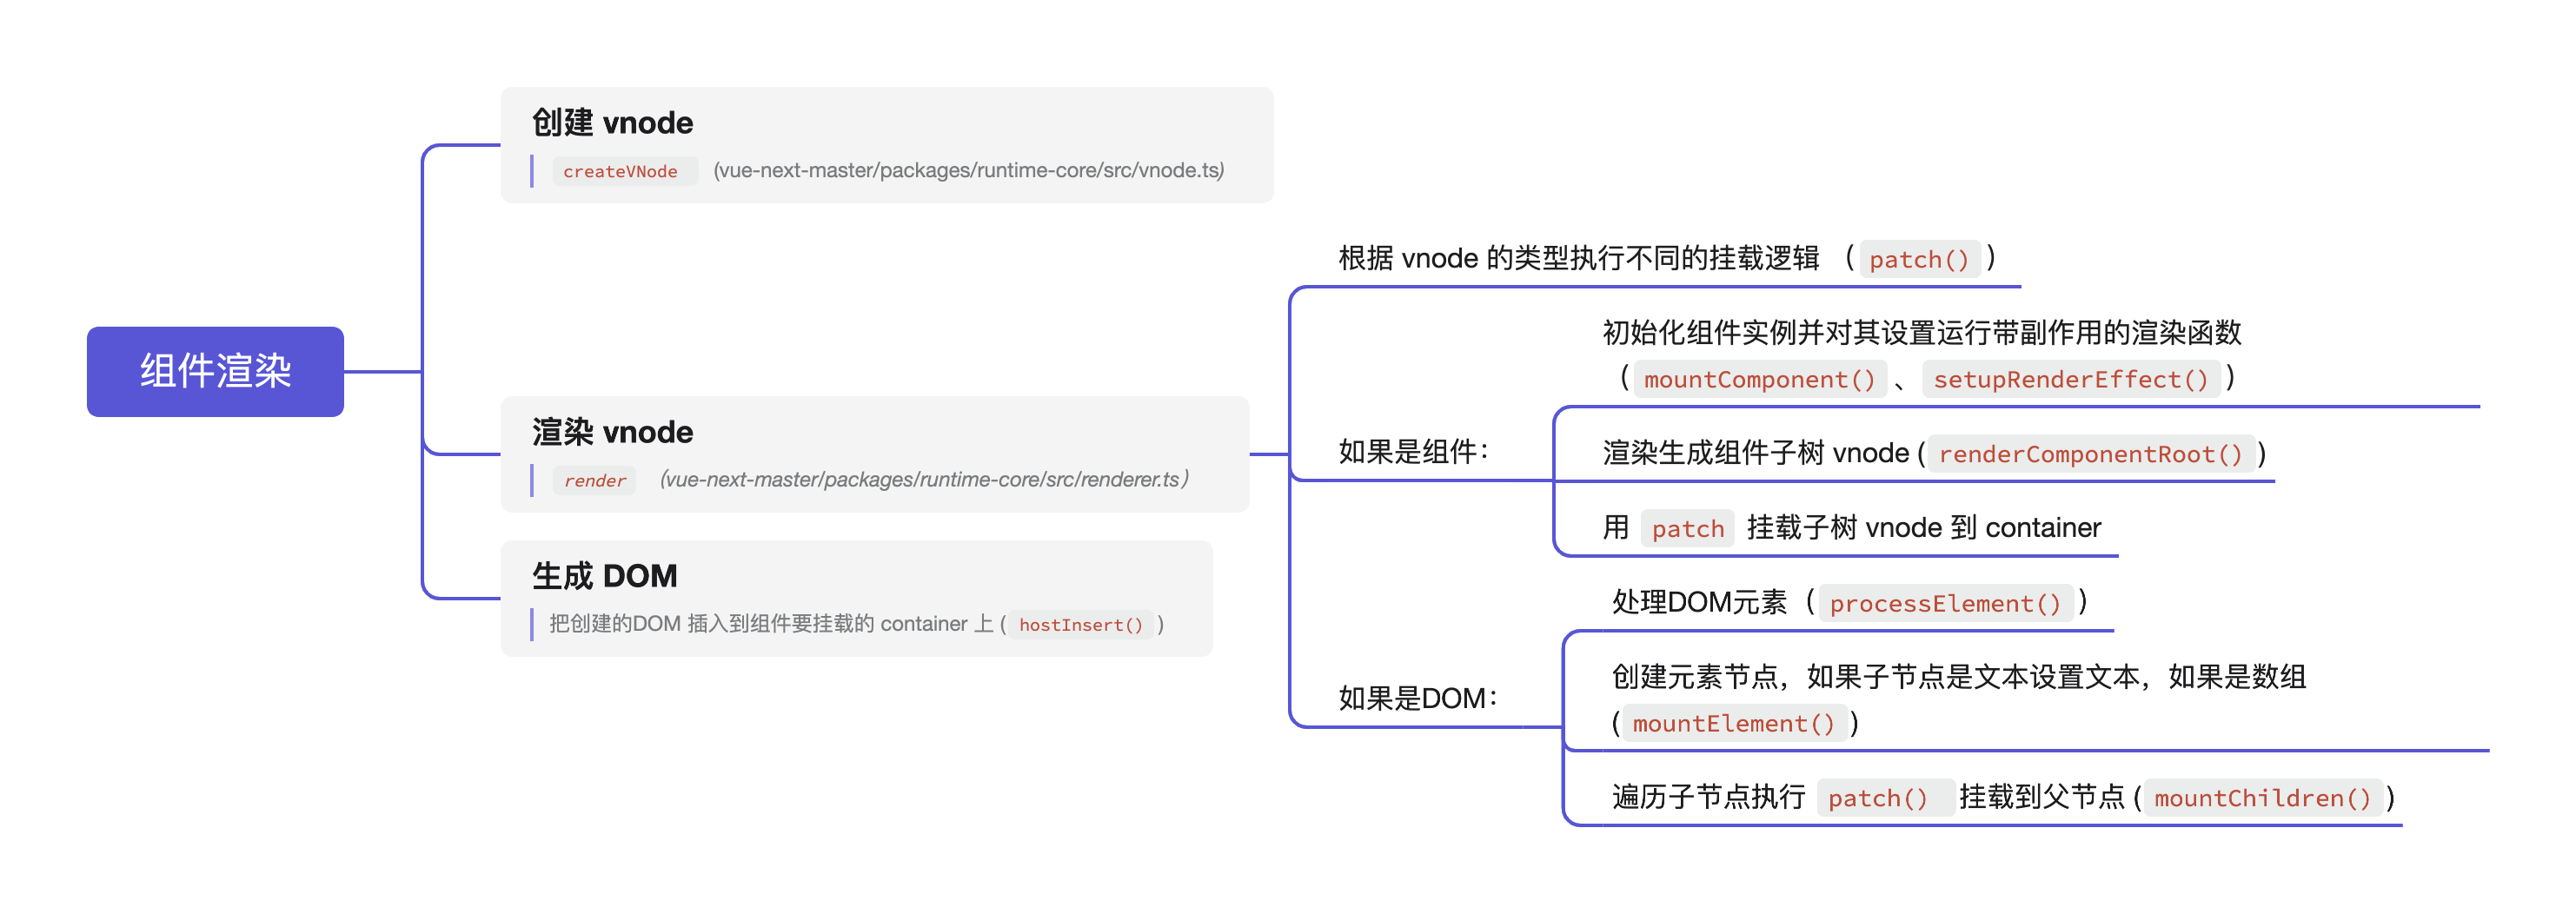 组件渲染
创建 vnode
createVNode (vue-next-master/packages/runtime-core/src/vnode.ts)
渲染 vnode
render (vue-next-master/packages/runtime-core/src/renderer.ts)
生成 DOM
把创建的DOM 插入到组件要挂载的 container 上 ( hostInsert() )
根据 vnode 的类型执行不同的挂载逻辑 （ patch() ）
如果是组件：
初始化组件实例并对其设置运行带副作用的渲染函数
（ mountComponent() 、 setupRenderEffect() ）
渲染生成组件子树 vnode ( renderComponentRoot() )
用 patch 挂载子树 vnode 到 container
如果是DOM：
处理DOM元素（ processElement() ）
创建元素节点，如果子节点是文本设置文本，如果是数组
( mountElement() )
遍历子节点执行 patch() 挂载到父节点 ( mountChildren() )